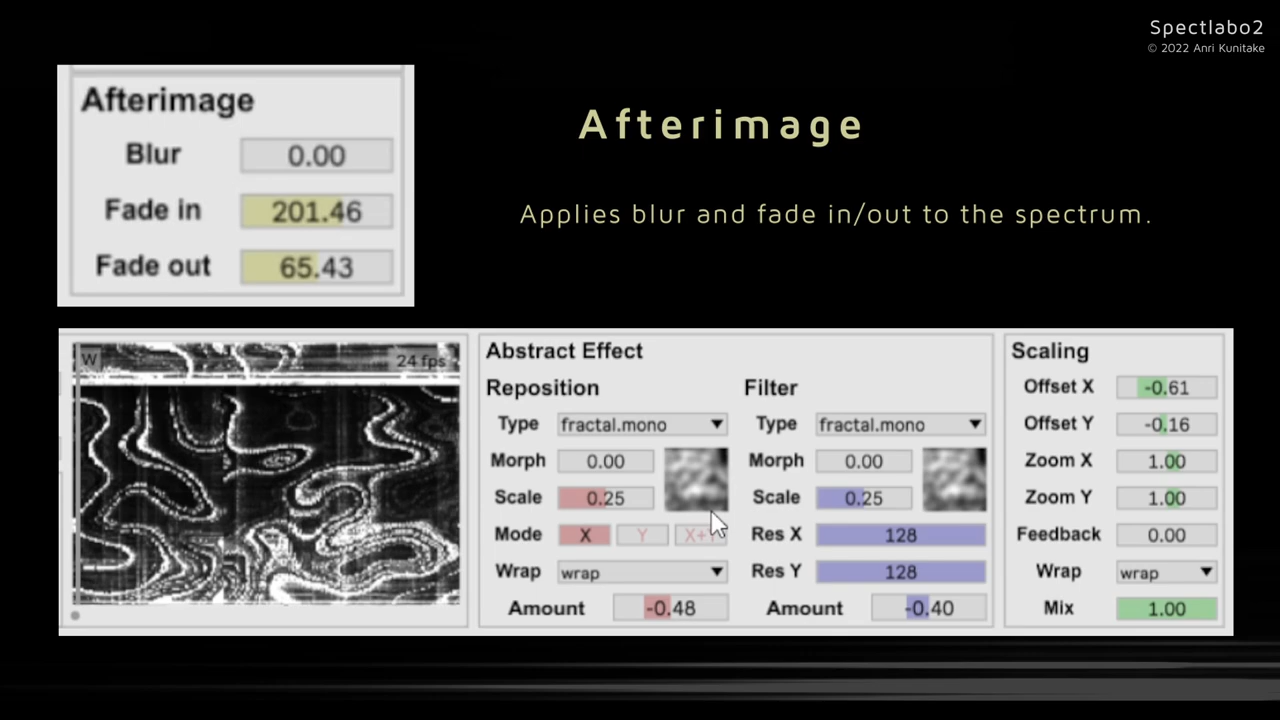 Spectlabo2
© 2022 Anri Kunitake
Afterimage
Blur 0.00
Fade in 201.46
Fade out 65.43
Afterimage
Applies blur and fade in/out to the spectrum.
W 24 fps
Abstract Effect
Reposition
Type fractal.mono
Morph 0.00
Scale 0.25
Mode X Y X+Y
Wrap wrap
Amount -0.48
Filter
Type fractal.mono
Morph 0.00
Scale 0.25
Res X 128
Res Y 128
Amount -0.40
Scaling
Offset X -0.61
Offset Y -0.16
Zoom X 1.00
Zoom Y 1.00
Feedback 0.00
Wrap wrap
Mix 1.00